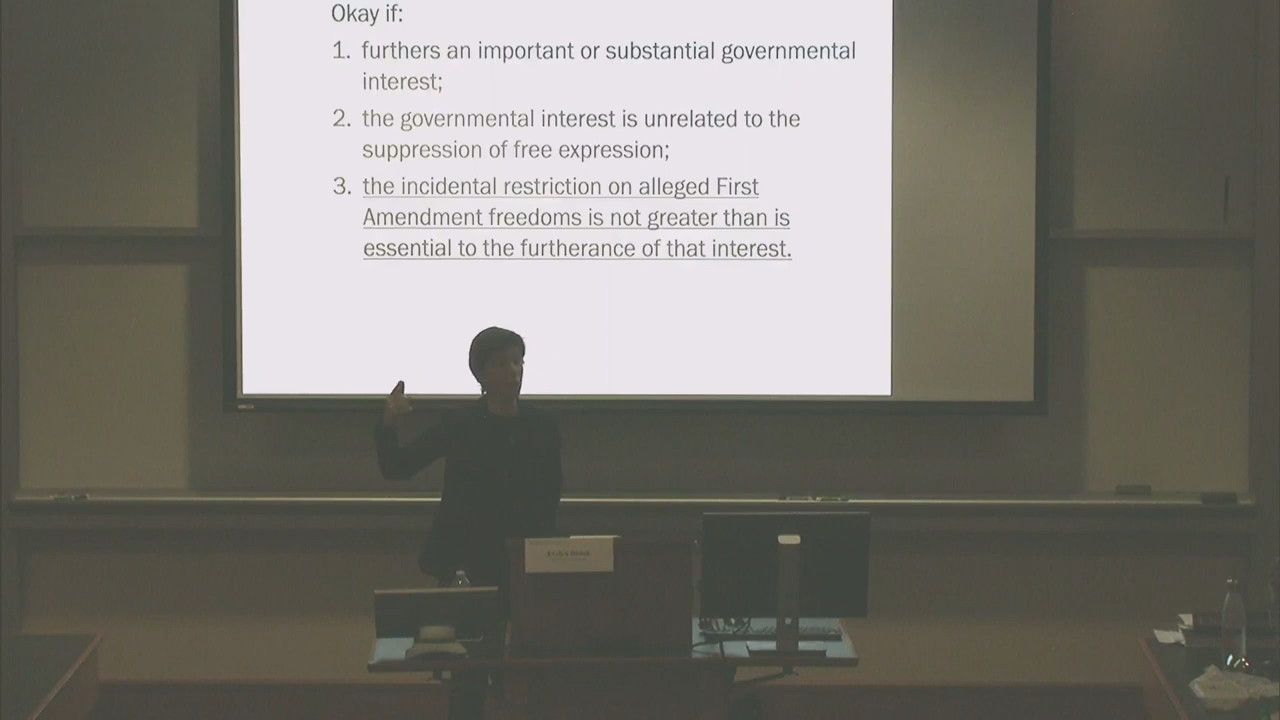 Okay if:
1. furthers an important or substantial governmental
interest;
2. the governmental interest is unrelated to the
suppression of free expression;
3. the incidental restriction on alleged First
Amendment freedoms is not greater than is
essential to the furtherance of that interest.